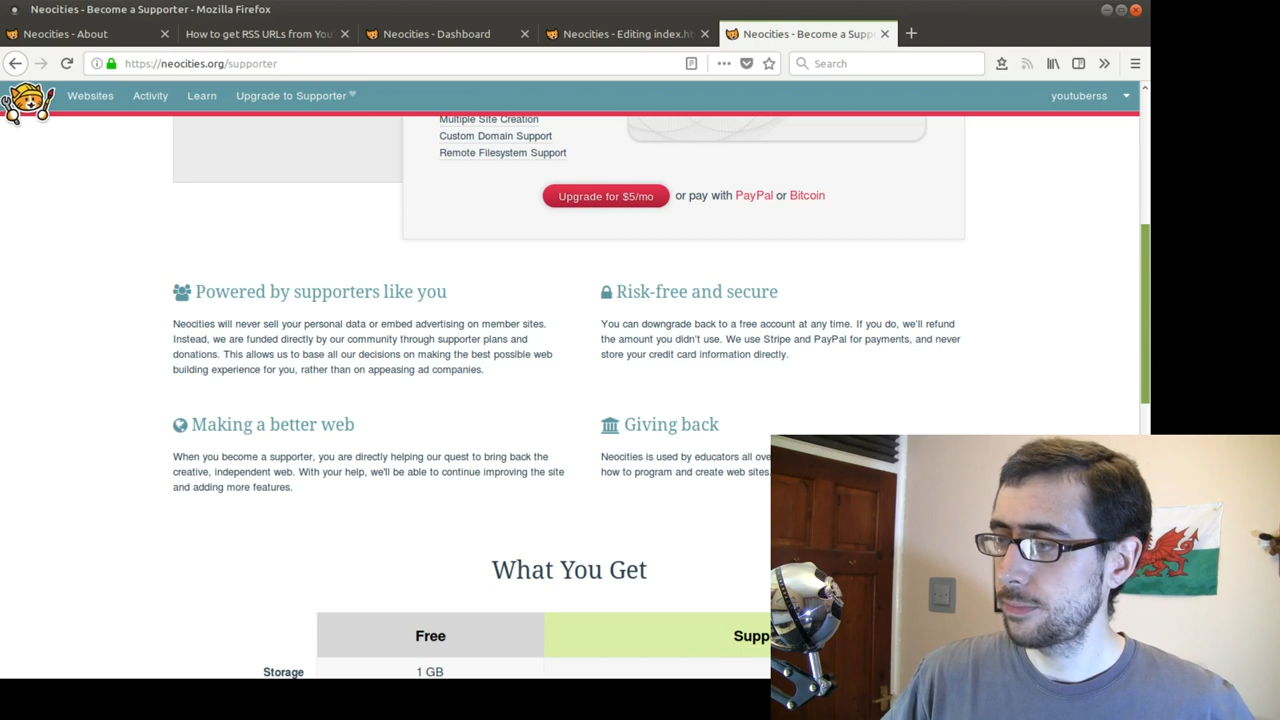 Neocities - Become a Supporter - Mozilla Firefox
Neocities - About
How to get RSS URLs from You
Neocities - Dashboard
Neocities - Editing index.ht
Neocities - Become a Supp
https://neocities.org/supporter
Search
Websites
Activity
Learn
Upgrade to Supporter
youtuberss
Multiple Site Creation
Custom Domain Support
Remote Filesystem Support
Upgrade for $5/mo or pay with PayPal or Bitcoin
Powered by supporters like you
Neocities will never sell your personal data or embed advertising on member sites.
Instead, we are funded directly by our community through supporter plans and
donations. This allows us to base all our decisions on making the best possible web
building experience for you, rather than on appeasing ad companies.
Risk-free and secure
You can downgrade back to a free account at any time. If you do, we'll refund
the amount you didn't use. We use Stripe and PayPal for payments, and never
store your credit card information directly.
Making a better web
When you become a supporter, you are directly helping our quest to bring back the
creative, independent web. With your help, we'll be able to continue improving the site
and adding more features.
Giving back
Neocities is used by educators all ove
how to program and create web sites.
What You Get
Free
Supp
Storage
1 GB